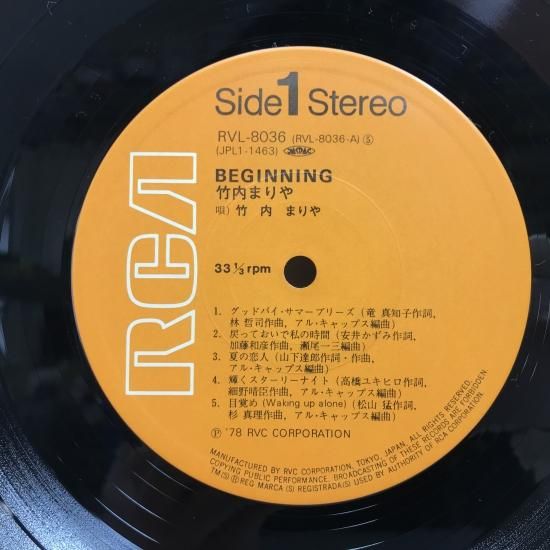 Side 1 Stereo
RVL-8036 (RVL-8036-A) Ⓢ
(JPL1-1463) JASRAC
BEGINNING
竹内まりや
唄) 竹 内 まりや
RCA
33 1/3 rpm
1. グッドバイ・サマーブリーズ (竜 真知子作詞,
林 哲司作曲, アル・キャップス編曲)
2. 戻っておいで私の時間 (安井かずみ作詞,
加藤和彦作曲, 瀬尾一三編曲)
3. 夏の恋人 (山下達郎作詞・作曲,
アル・キャップス編曲)
4. 輝くスターリーナイト (高橋ユキヒロ作詞,
細野晴臣作曲, アル・キャップス編曲)
5. 目覚め (Waking up alone) (松山 猛作詞,
杉 真理作曲, アル・キャップス編曲)
Ⓟ '78 RVC CORPORATION
MANUFACTURED BY RVC CORPORATION, TOKYO, JAPAN. ALL RIGHTS RESERVED.
COPYING PUBLIC PERFORMANCE, BROADCASTING OF THESE RECORDS ARE FORBIDDEN.
TM(S) Ⓡ REG MARCA (S) REGISTRADA(S) USED BY AUTHORITY OF RCA CORPORATION.